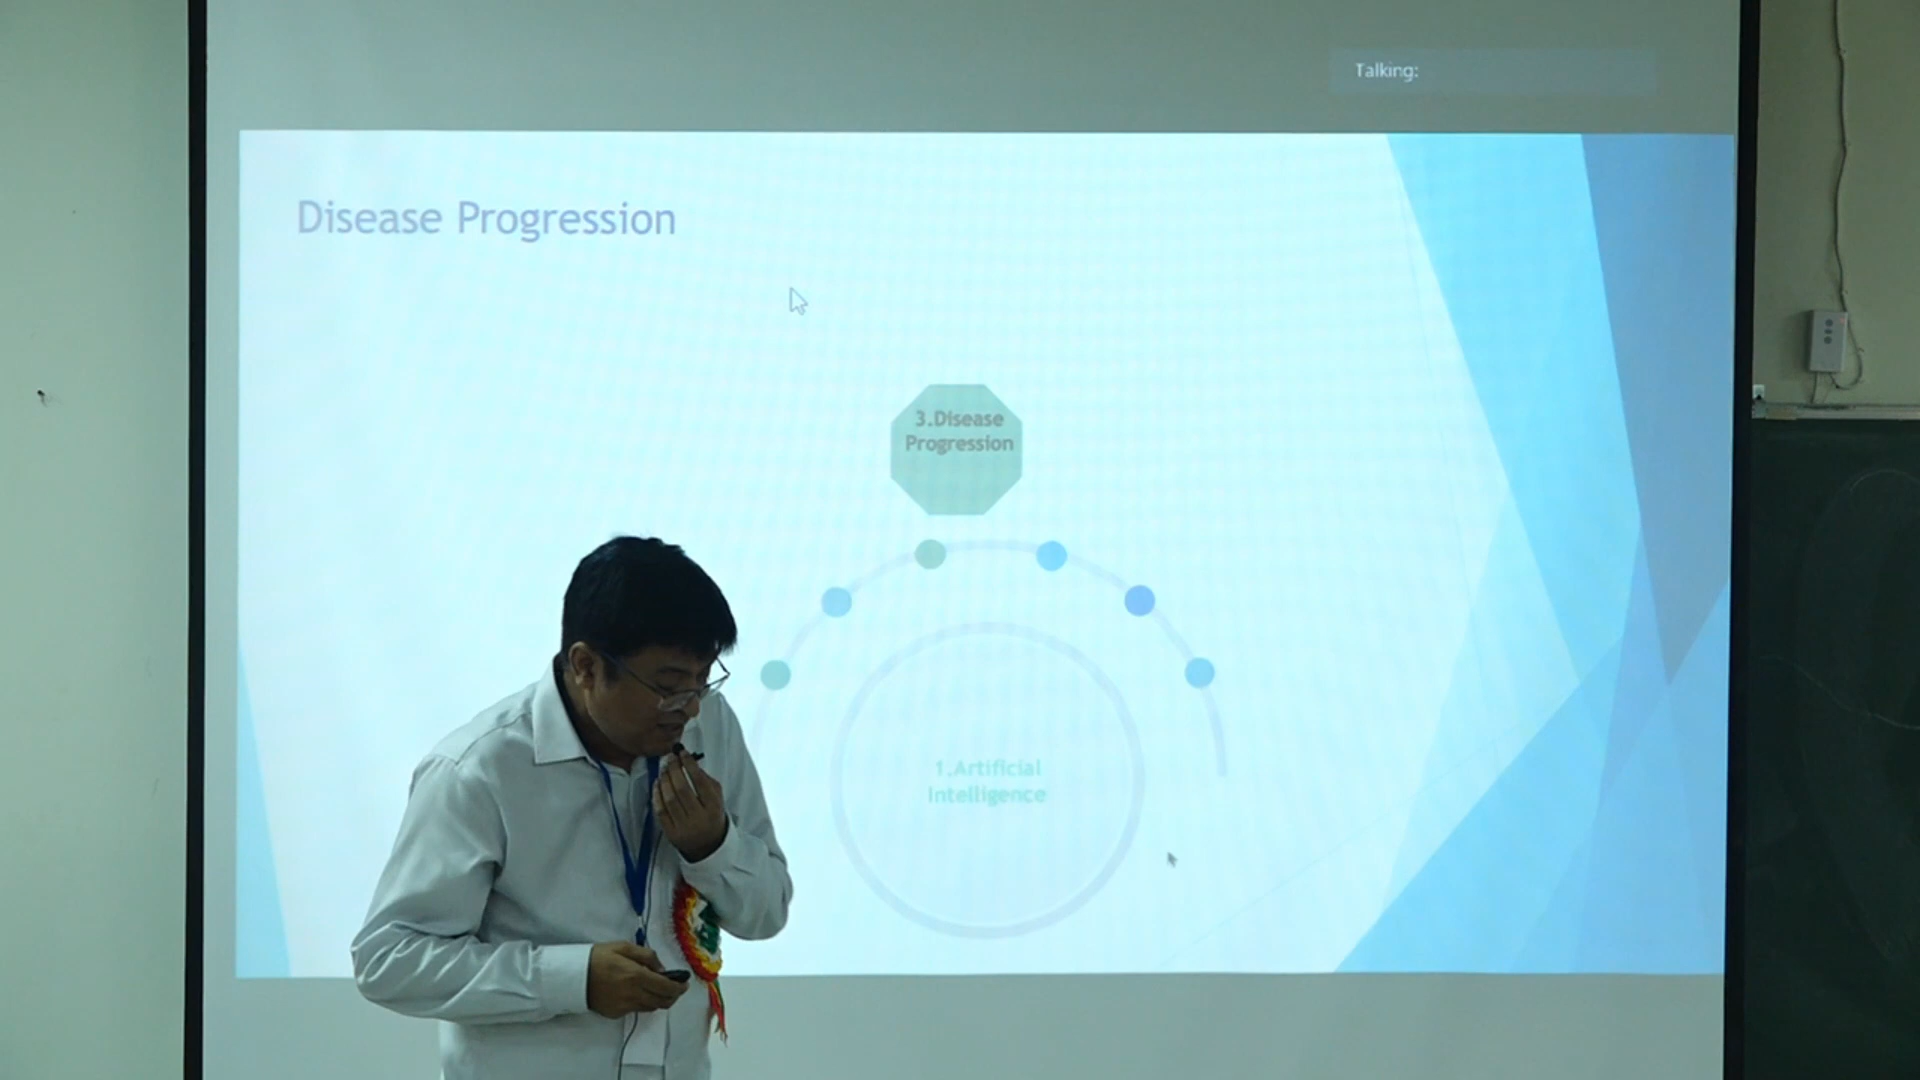 Talking:
Disease Progression
3.Disease
Progression
1.Artificial
Intelligence